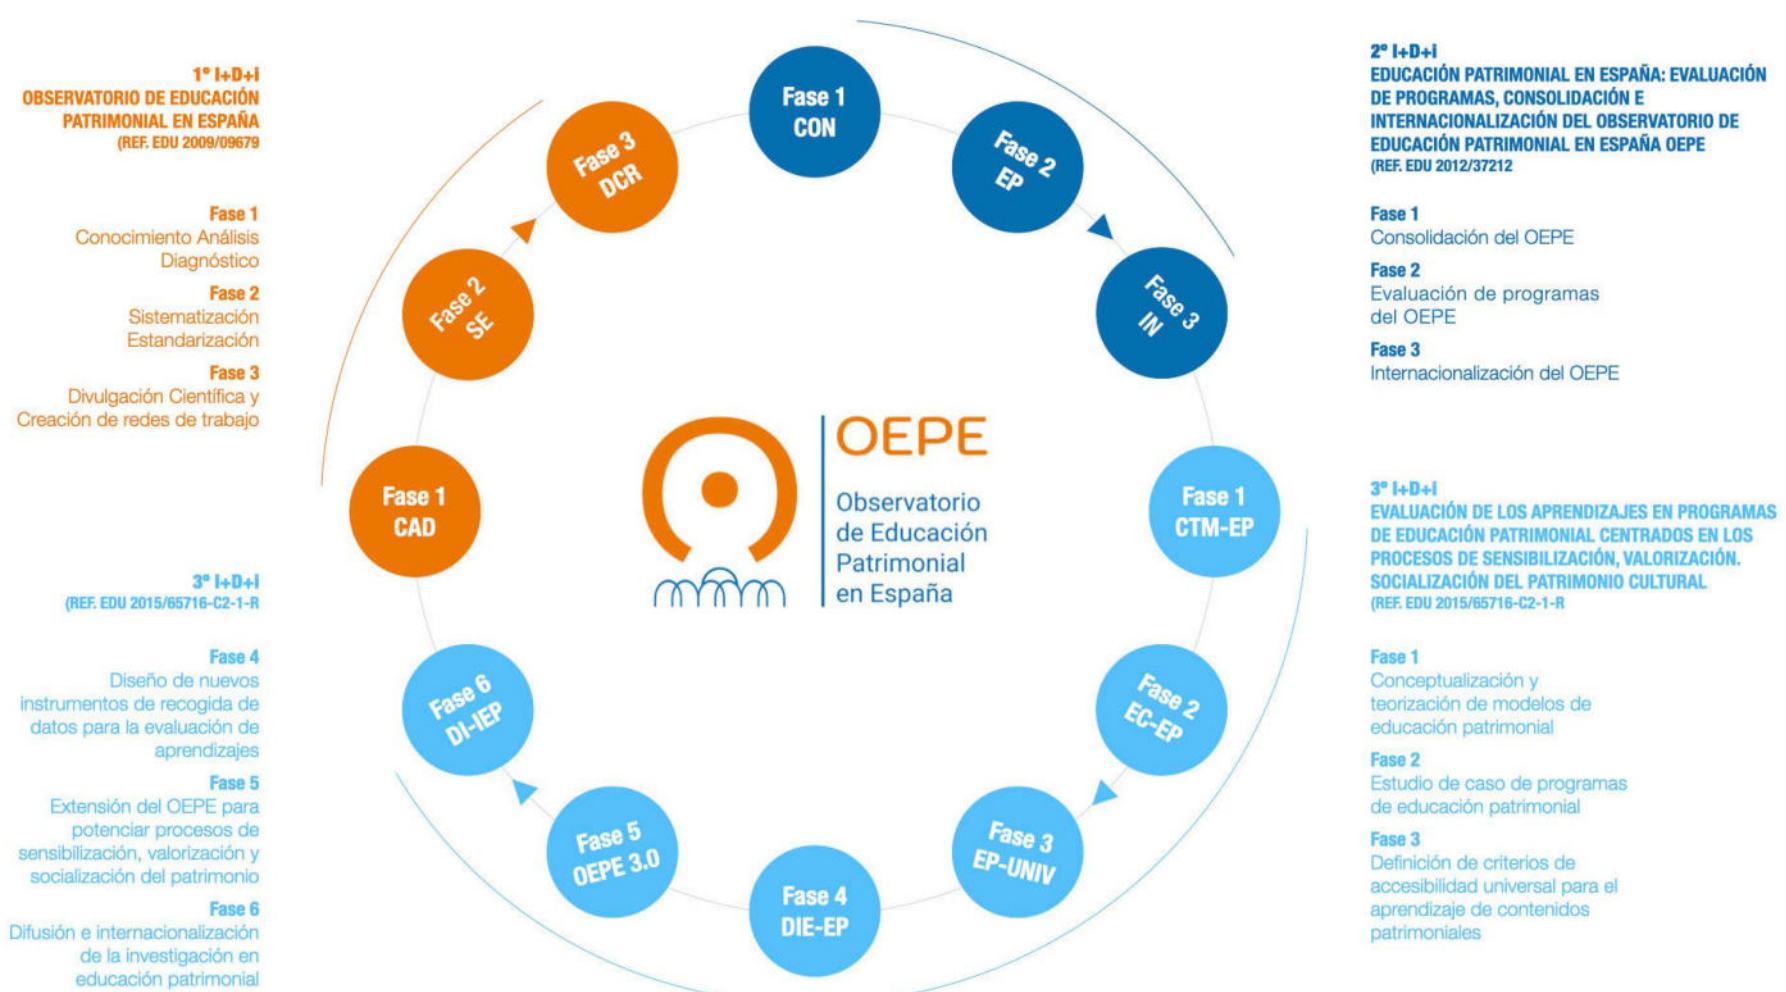 1º I+D+i
OBSERVATORIO DE EDUCACIÓN
PATRIMONIAL EN ESPAÑA
(REF. EDU 2009/09679
Fase 1
Conocimiento Análisis
Diagnóstico
Fase 2
Sistematización
Estandarización
Fase 3
Divulgación Científica y
Creación de redes de trabajo
3º I+D+i
(REF. EDU 2015/65716-C2-1-R
Fase 4
Diseño de nuevos
instrumentos de recogida de
datos para la evaluación de
aprendizajes
Fase 5
Extensión del OEPE para
potenciar procesos de
sensibilización, valorización y
socialización del patrimonio
Fase 6
Difusión e internacionalización
de la investigación en
educación patrimonial
Fase 1
CAD
Fase 2
SE
Fase 3
DCR
Fase 1
CON
Fase 2
EP
Fase 3
IN
Fase 1
CTM-EP
Fase 2
EC-EP
Fase 3
EP-UNIV
Fase 4
DIE-EP
Fase 5
OEPE 3.0
Fase 6
DI-IEP
OEPE
Observatorio
de Educación
Patrimonial
en España
2º I+D+i
EDUCACIÓN PATRIMONIAL EN ESPAÑA: EVALUACIÓN
DE PROGRAMAS, CONSOLIDACIÓN E
INTERNACIONALIZACIÓN DEL OBSERVATORIO DE
EDUCACIÓN PATRIMONIAL EN ESPAÑA OEPE
(REF. EDU 2012/37212
Fase 1
Consolidación del OEPE
Fase 2
Evaluación de programas
del OEPE
Fase 3
Internacionalización del OEPE
3º I+D+i
EVALUACIÓN DE LOS APRENDIZAJES EN PROGRAMAS
DE EDUCACIÓN PATRIMONIAL CENTRADOS EN LOS
PROCESOS DE SENSIBILIZACIÓN, VALORIZACIÓN.
SOCIALIZACIÓN DEL PATRIMONIO CULTURAL
(REF. EDU 2015/65716-C2-1-R
Fase 1
Conceptualización y
teorización de modelos de
educación patrimonial
Fase 2
Estudio de caso de programas
de educación patrimonial
Fase 3
Definición de criterios de
accesibilidad universal para el
aprendizaje de contenidos
patrimoniales